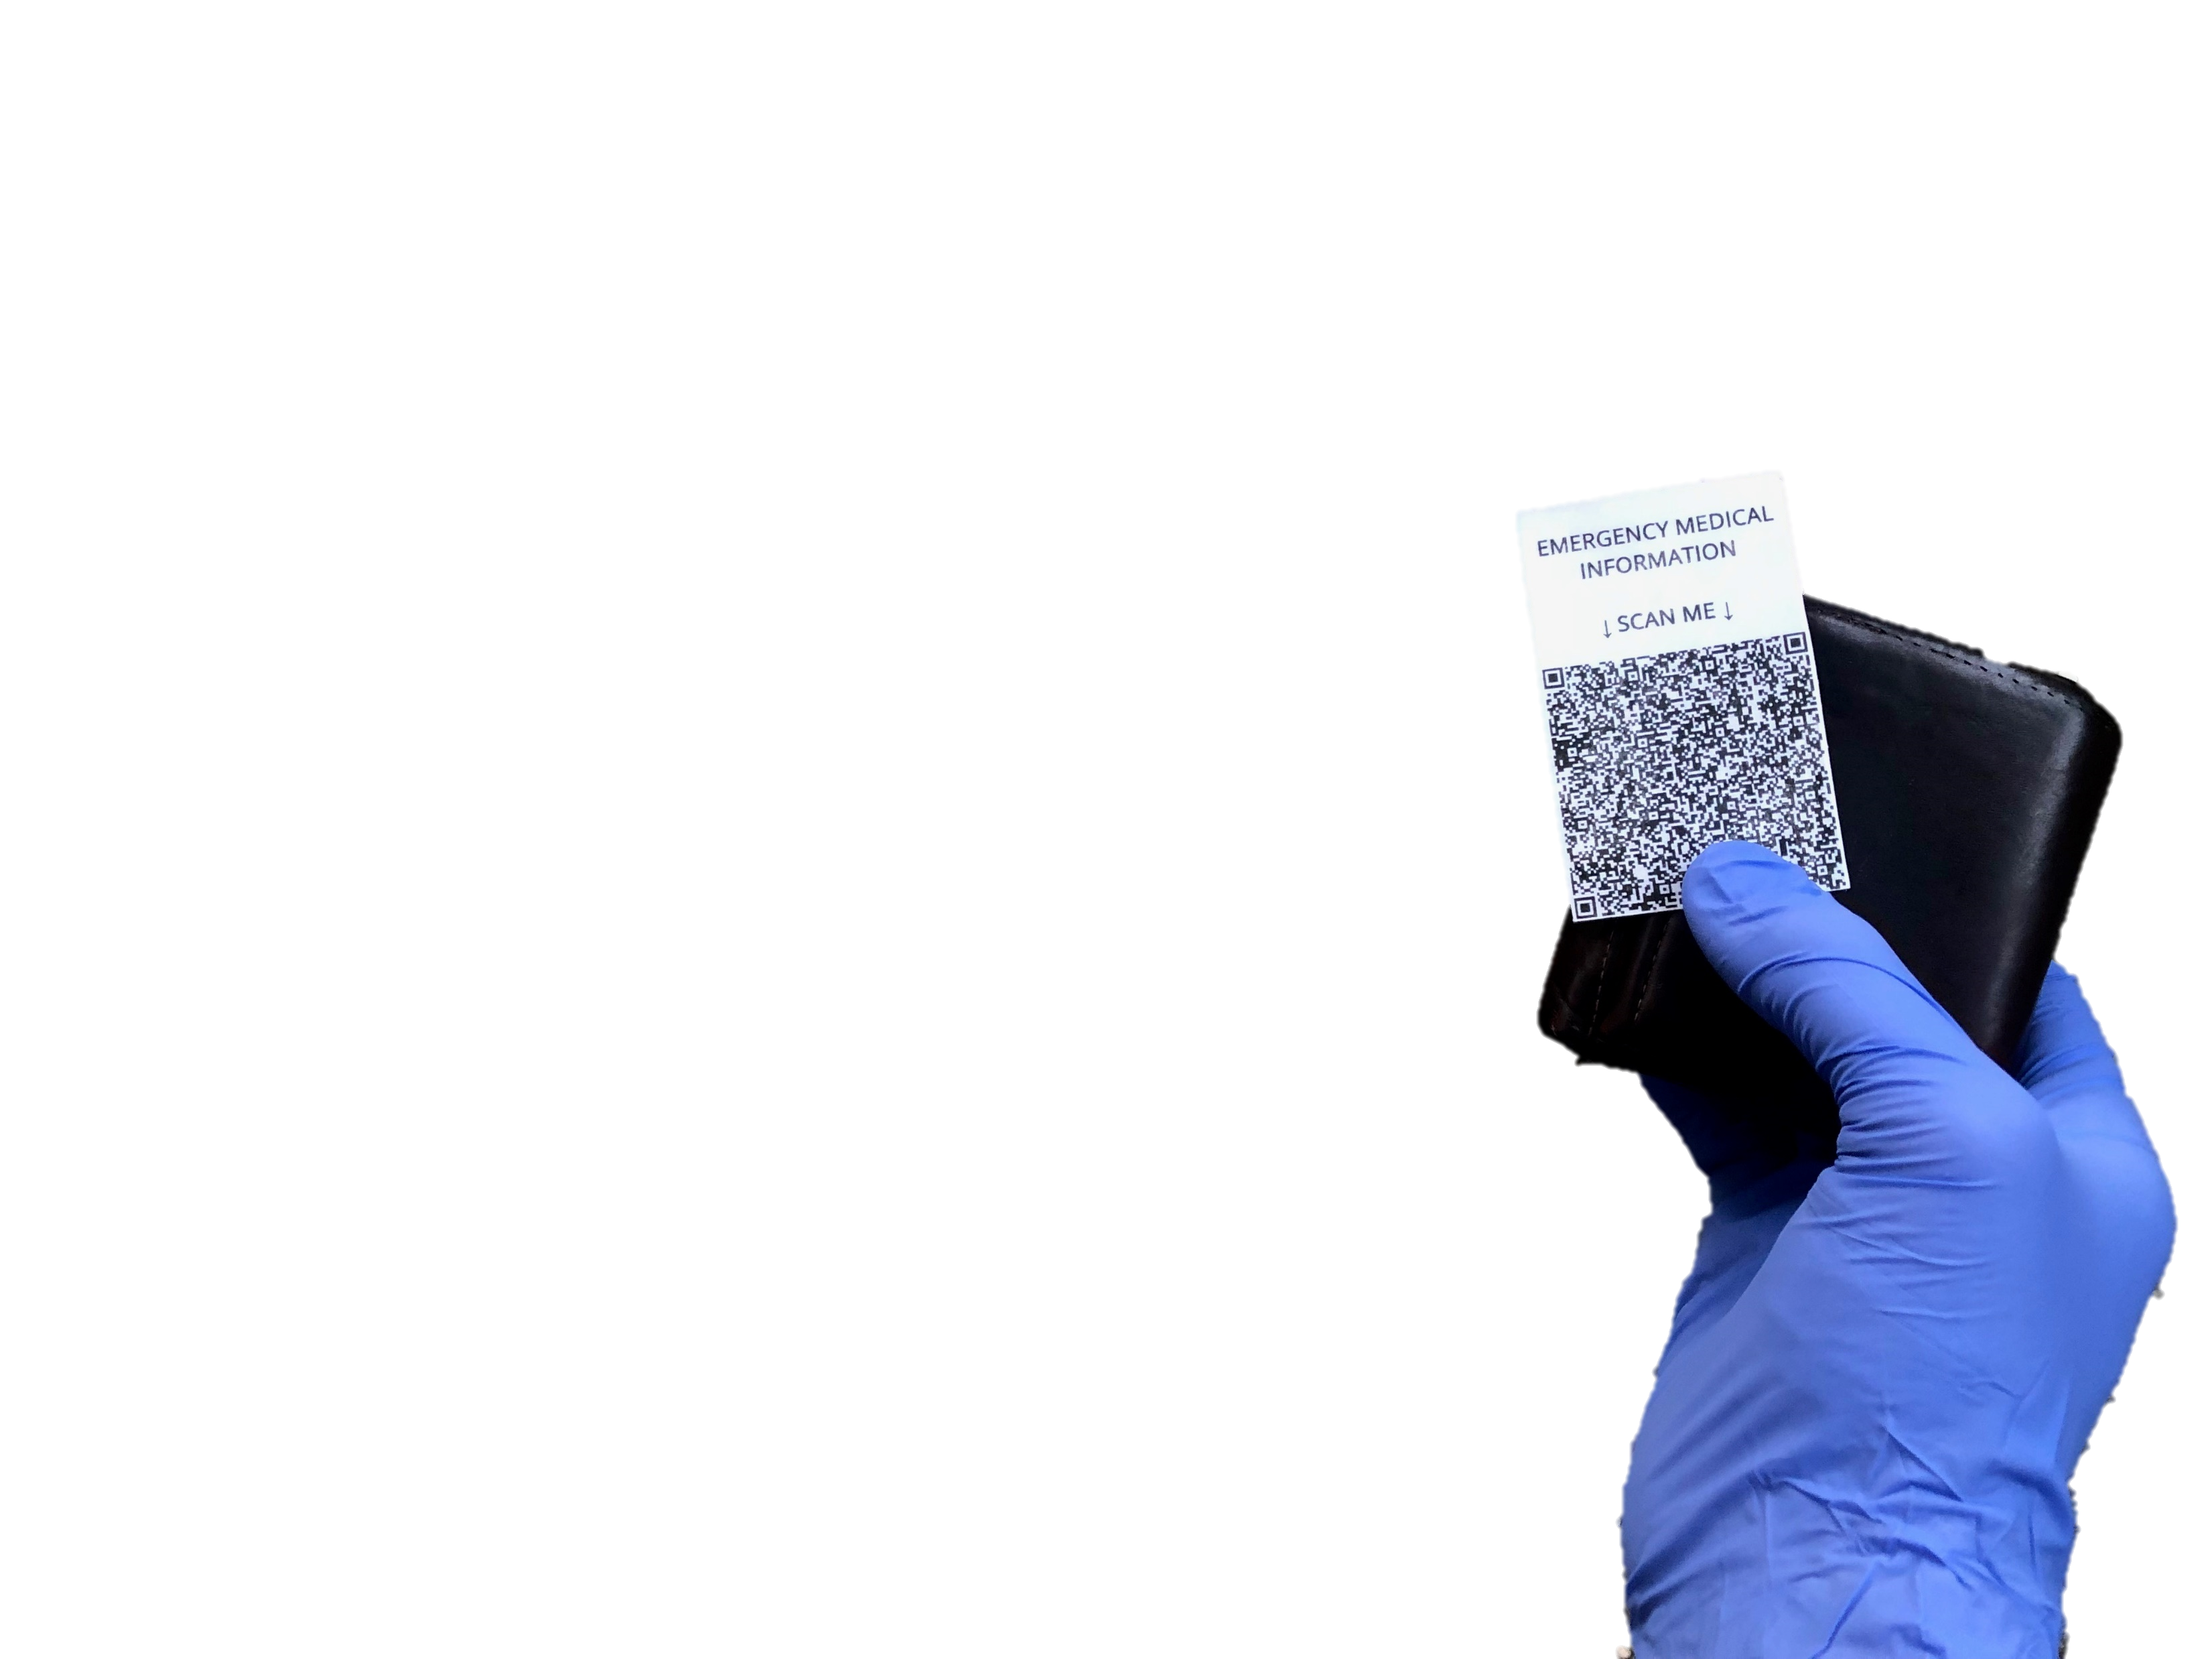 EMERGENCY MEDICAL
INFORMATION
↓ SCAN ME ↓